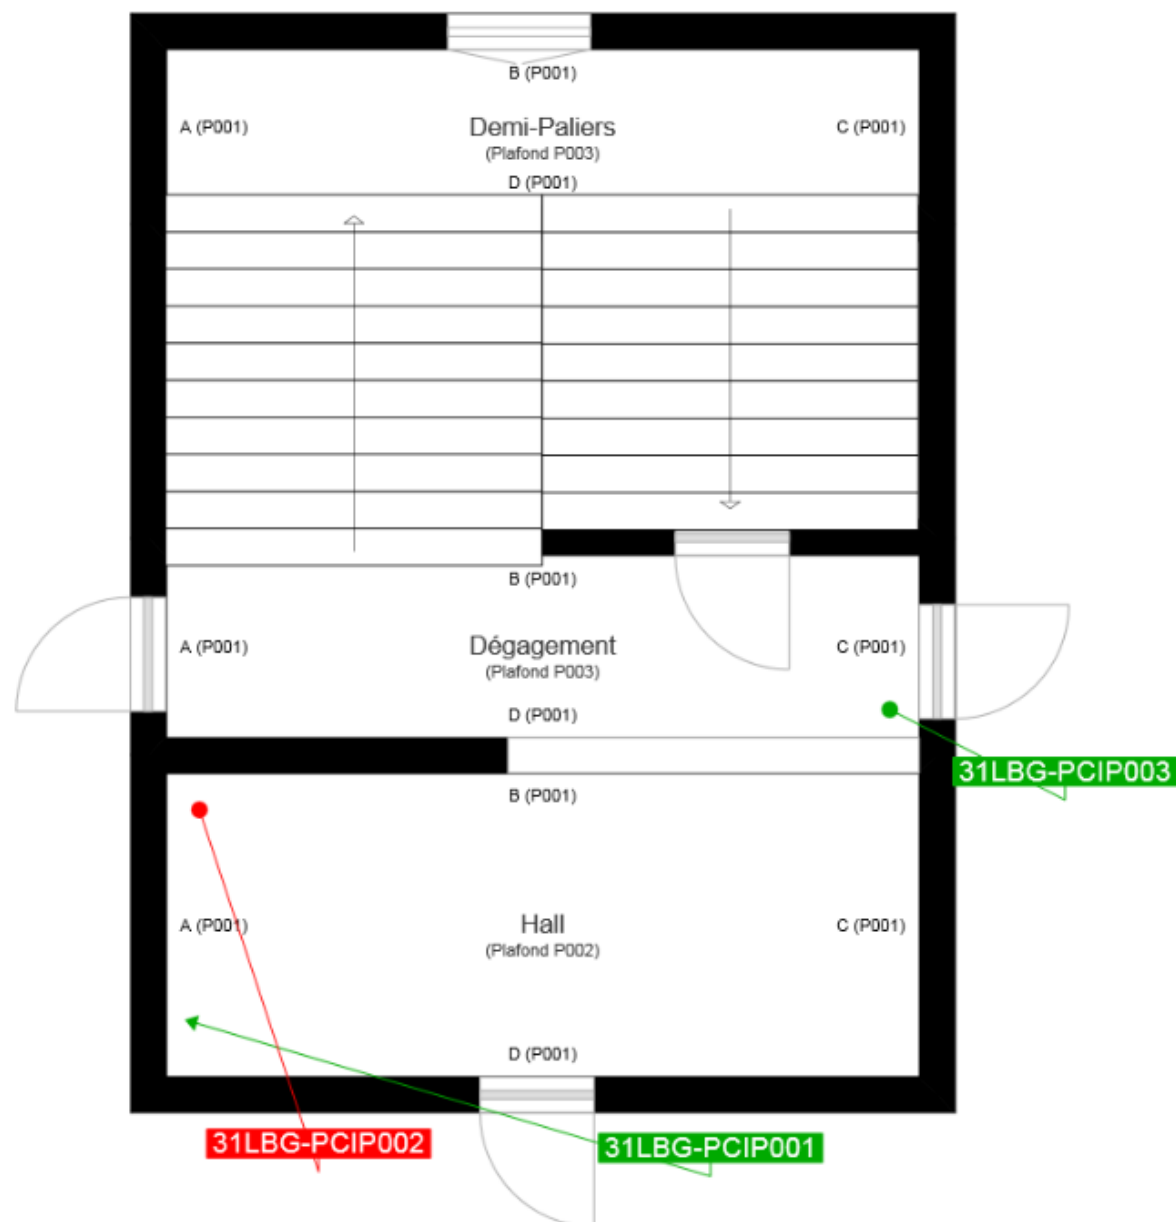 B (P001)
A (P001)
Demi-Paliers
C (P001)
(Plafond P003)
D (P001)
B (P001)
A (P001)
Dégagement
C (P001)
(Plafond P003)
D (P001)
31LBG-PCIP003
B (P001)
A (P001)
Hall
C (P001)
(Plafond P002)
D (P001)
31LBG-PCIP002
31LBG-PCIP001